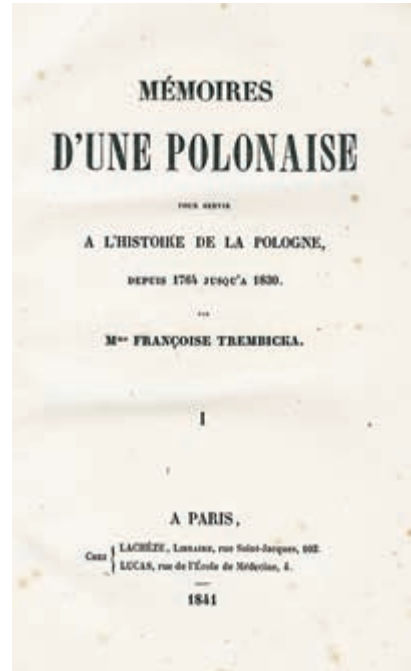 MÉMOIRES
D'UNE POLONAISE
POUR SERVIR
A L'HISTOIRE DE LA POLOGNE,
DEPUIS 1764 JUSQU'A 1830.
PAR
Mme FRANÇOISE TREMBICKA.
I
A PARIS,
Chez
LACHÈZE, Libraire, rue Saint-Jacques, 102
LUCAS, rue de l'École de Médecine, 4.
1841